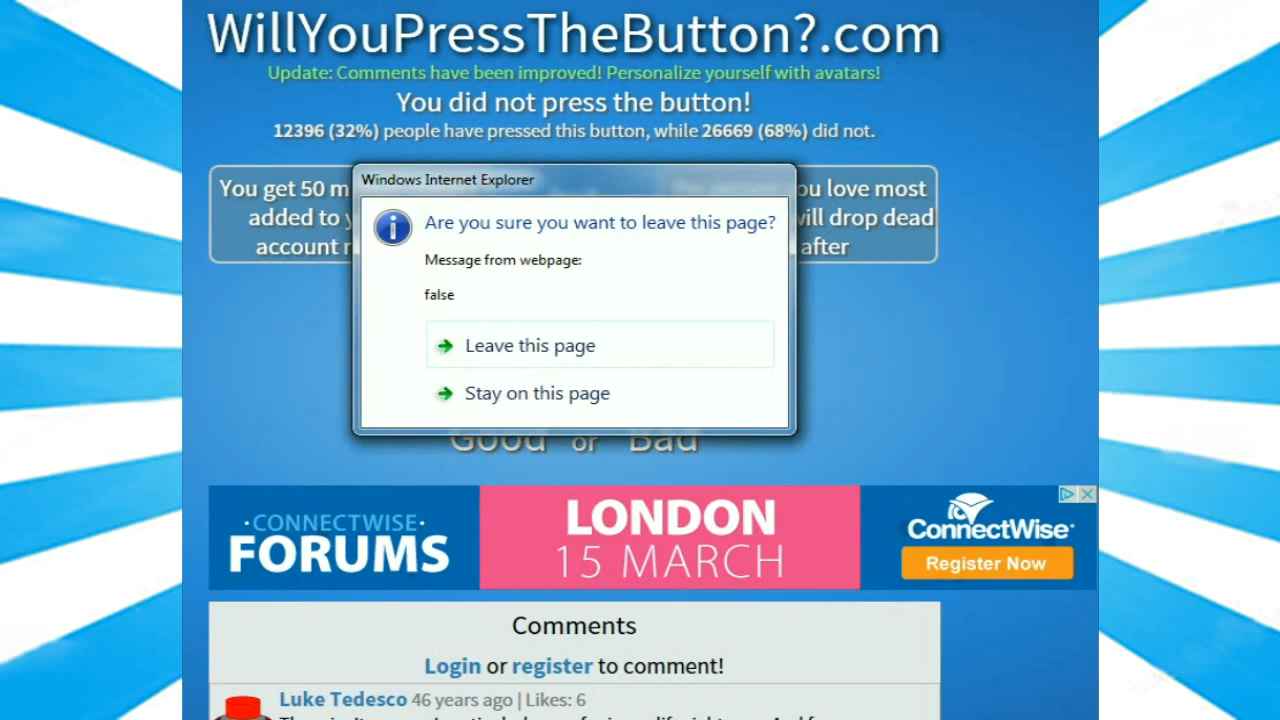 WillYouPressTheButton?.com
Update: Comments have been improved! Personalize yourself with avatars!
You did not press the button!
12396 (32%) people have pressed this button, while 26669 (68%) did not.
You get 50 m
added to y
account
ou love most
will drop dead
after
Windows Internet Explorer
Are you sure you want to leave this page?
Message from webpage:
false
Leave this page
Stay on this page
Good or Bad
·CONNECTWISE·
FORUMS
LONDON
15 MARCH
ConnectWise
Register Now
Comments
Login or register to comment!
Luke Tedesco 46 years ago | Likes: 6